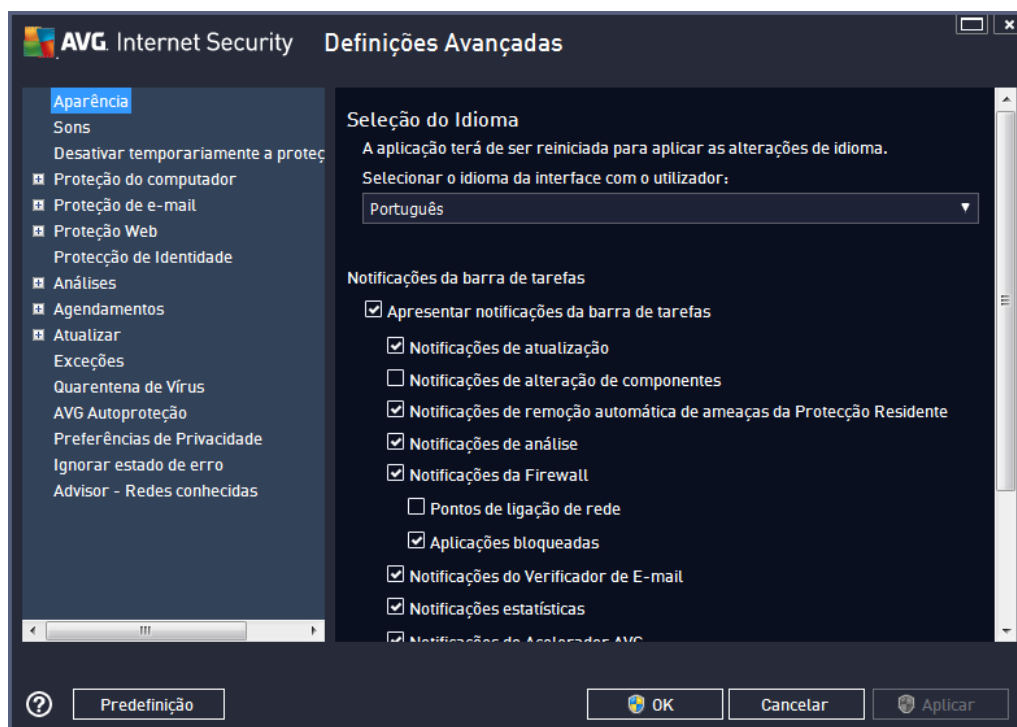 AVG. Internet Security Definições Avançadas
Aparência
Sons
Desativar temporariamente a proteç
Proteção do computador
Proteção de e-mail
Proteção Web
Protecção de Identidade
Análises
Agendamentos
Atualizar
Exceções
Quarentena de Vírus
AVG Autoproteção
Preferências de Privacidade
Ignorar estado de erro
Advisor - Redes conhecidas
Seleção do Idioma
A aplicação terá de ser reiniciada para aplicar as alterações de idioma.
Selecionar o idioma da interface com o utilizador:
Português
Notificações da barra de tarefas
Apresentar notificações da barra de tarefas
Notificações de atualização
Notificações de alteração de componentes
Notificações de remoção automática de ameaças da Protecção Residente
Notificações de análise
Notificações da Firewall
Pontos de ligação de rede
Aplicações bloqueadas
Notificações do Verificador de E-mail
Notificações estatísticas
Notificações do Acelerador AVG
Predefinição
OK
Cancelar
Aplicar